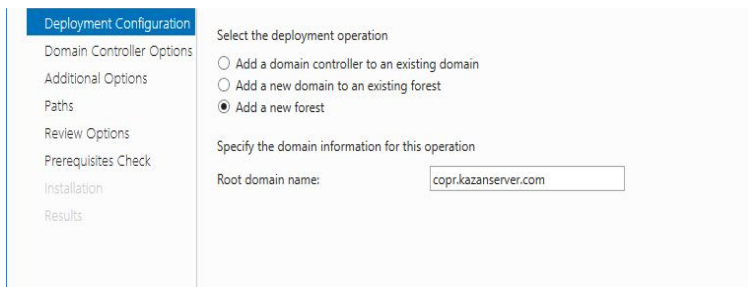 Deployment Configuration
Domain Controller Options
Additional Options
Paths
Review Options
Prerequisites Check
Installation
Results
Select the deployment operation
Add a domain controller to an existing domain
Add a new domain to an existing forest
Add a new forest
Specify the domain information for this operation
Root domain name:
copr.kazanserver.com